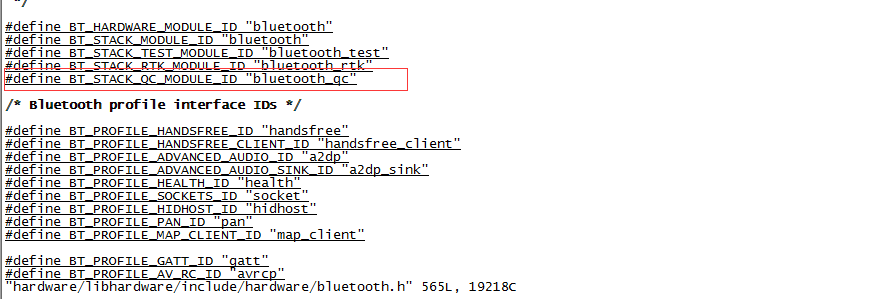 */
#define BT_HARDWARE_MODULE_ID "bluetooth"
#define BT_STACK_MODULE_ID "bluetooth"
#define BT_STACK_TEST_MODULE_ID "bluetooth_test"
#define BT_STACK_RTK_MODULE_ID "bluetooth_rtk"
#define BT_STACK_QC_MODULE_ID "bluetooth_qc"
/* Bluetooth profile interface IDs */
#define BT_PROFILE_HANDSFREE_ID "handsfree"
#define BT_PROFILE_HANDSFREE_CLIENT_ID "handsfree_client"
#define BT_PROFILE_ADVANCED_AUDIO_ID "a2dp"
#define BT_PROFILE_ADVANCED_AUDIO_SINK_ID "a2dp_sink"
#define BT_PROFILE_HEALTH_ID "health"
#define BT_PROFILE_SOCKETS_ID "socket"
#define BT_PROFILE_HIDHOST_ID "hidhost"
#define BT_PROFILE_PAN_ID "pan"
#define BT_PROFILE_MAP_CLIENT_ID "map_client"
#define BT_PROFILE_GATT_ID "gatt"
#define BT_PROFILE_AV_RC_ID "avrcp"
"hardware/libhardware/include/hardware/bluetooth.h" 565L, 19218C